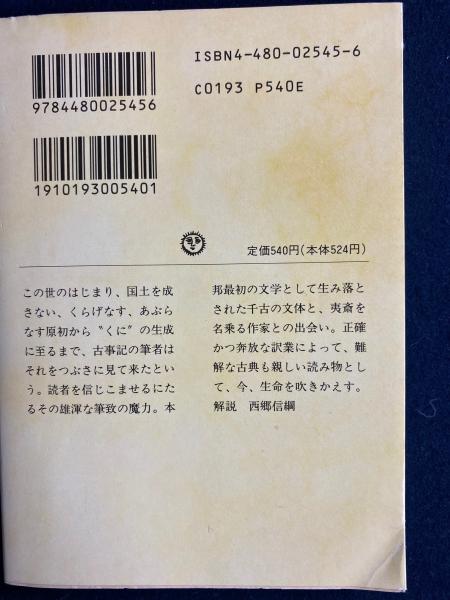 ISBN4-480-02545-6
C0193 P540E
9784480025456
1910193005401
定価540円(本体524円)
この世のはじまり、国土を成
さない、くらげなす、あぶら
なす原初から〝くに〟の生成
に至るまで、古事記の筆者は
それをつぶさに見て来たとい
う。読者を信じこませるにた
るその雄渾な筆致の魔力。本
邦最初の文学として生み落と
された千古の文体と、夷斎を
名乗る作家との出会い。正確
かつ奔放な訳業によって、難
解な古典も親しい読み物とし
て、今、生命を吹きかえす。
解説　西郷信綱